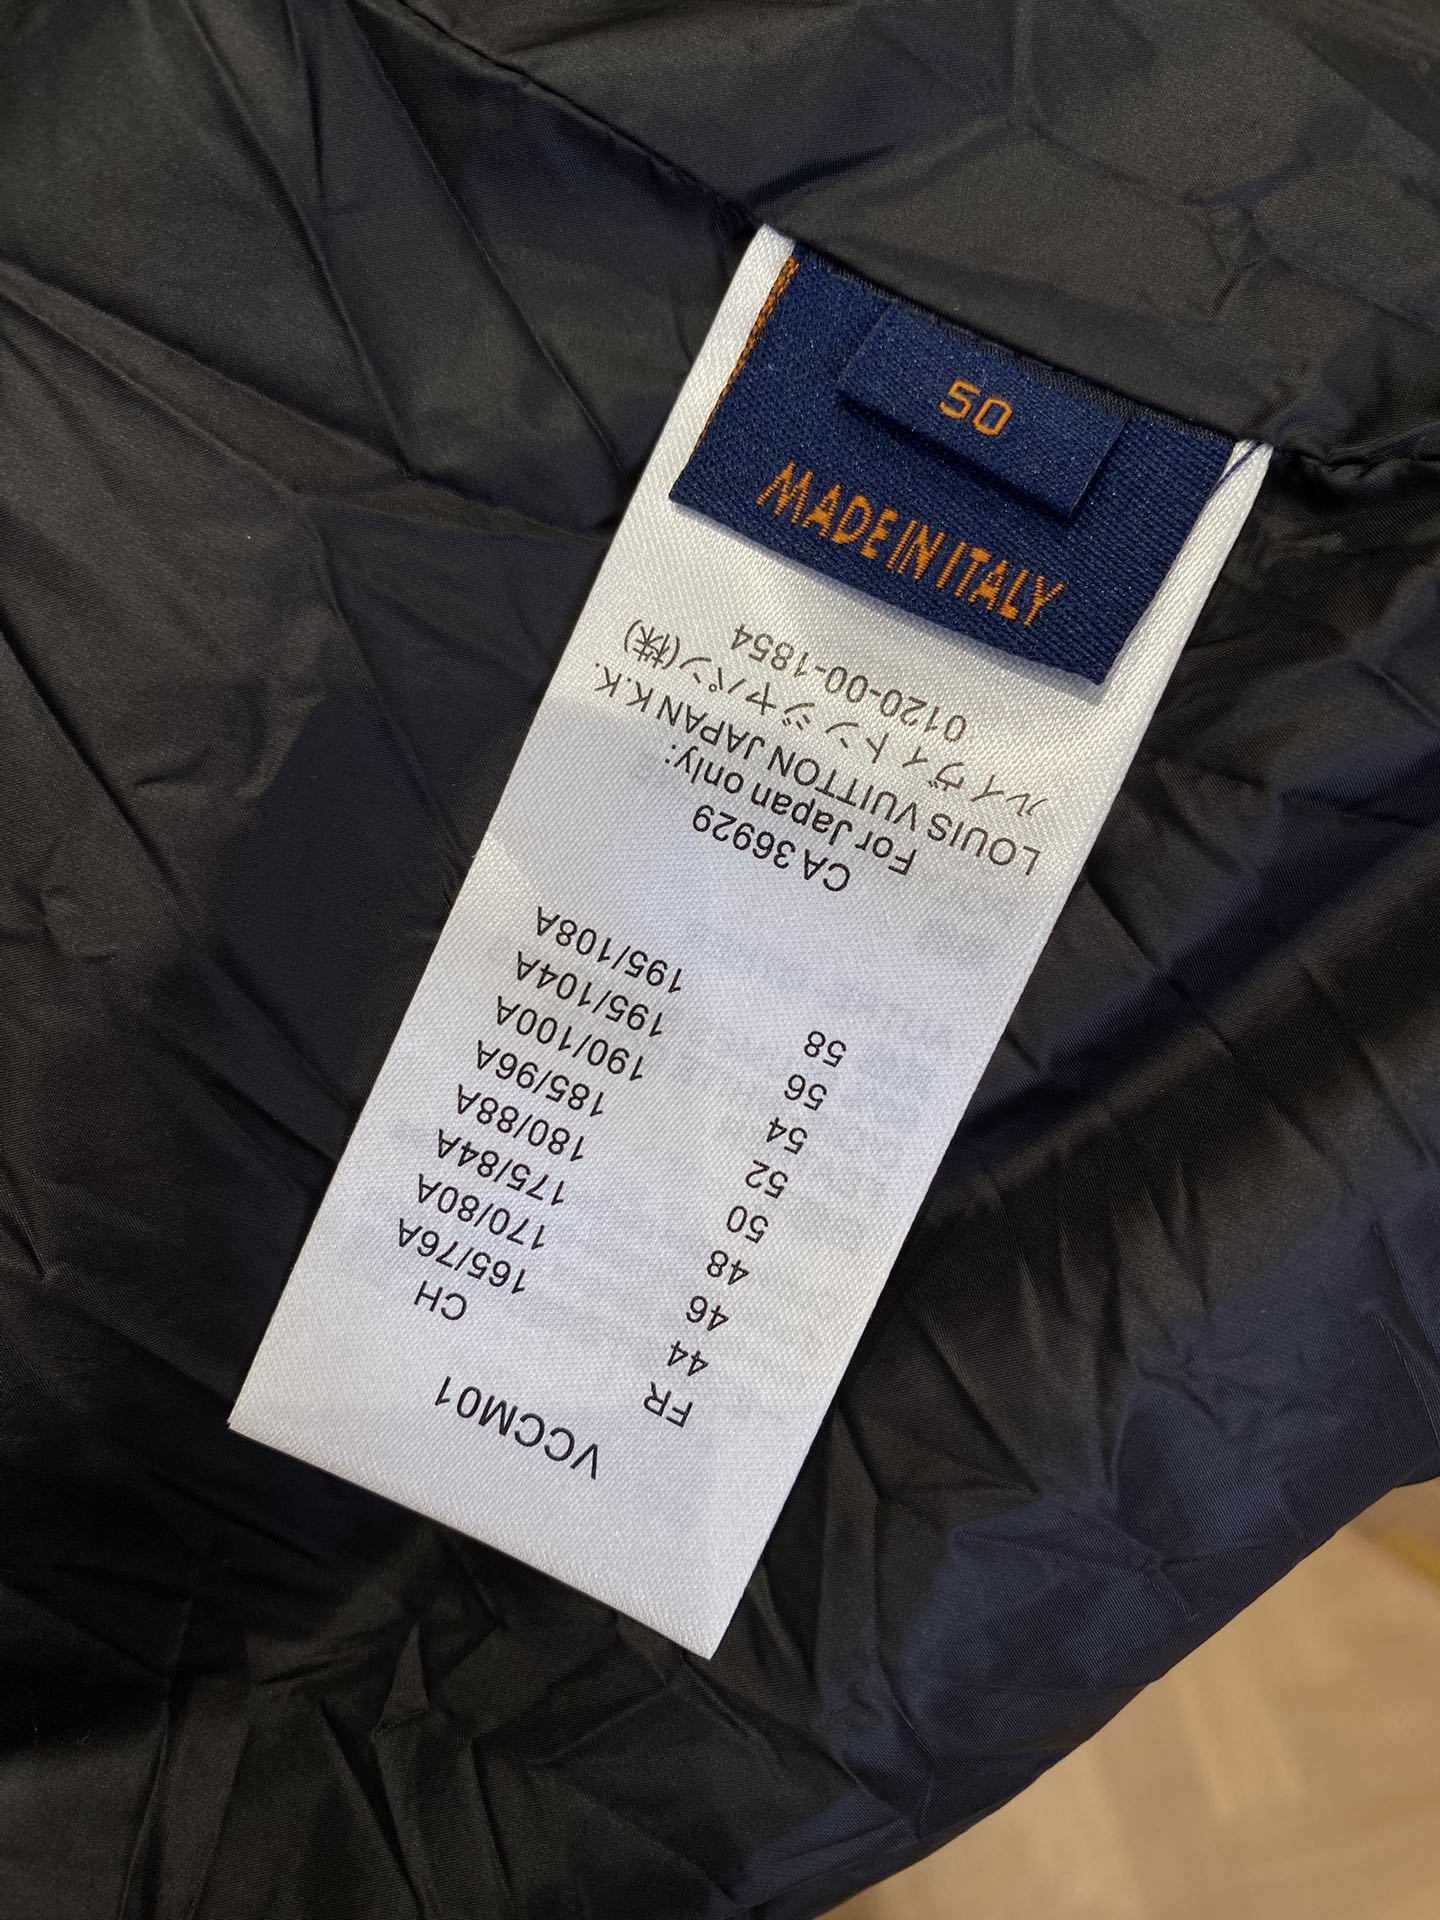 50
MADE IN ITALY
VCCM01
FR CH
44 165/76A
46 170/80A
48 175/84A
50 180/88A
52 185/96A
54 190/100A
56 195/104A
58 195/108A
CA 36929
For Japan only:
LOUIS VUITTON JAPAN K.K.
ルイヴィトンジャパン(株)
0120-00-1854